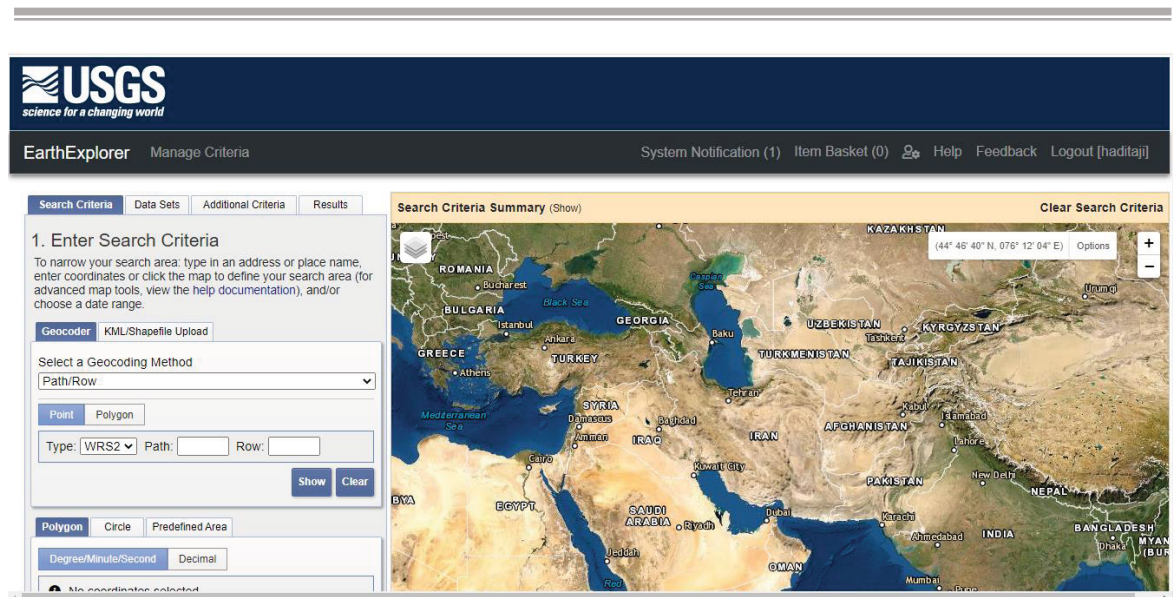 USGS
science for a changing world
EarthExplorer Manage Criteria System Notification (1) Item Basket (0) Help Feedback Logout [haditaji]
Search Criteria Data Sets Additional Criteria Results
1. Enter Search Criteria
To narrow your search area: type in an address or place name,
enter coordinates or click the map to define your search area (for
advanced map tools, view the help documentation), and/or
choose a date range.
Geocoder KML/Shapefile Upload
Select a Geocoding Method
Path/Row
Point Polygon
Type: WRS2 Path: Row:
Show Clear
Polygon Circle Predefined Area
Degree/Minute/Second Decimal
No coordinates selected.
Search Criteria Summary (Show) Clear Search Criteria
(44° 46' 40" N, 076° 12' 04" E) Options + −
KAZAKHSTAN
ROMANIA
Bucharest
Caspian
Sea
Urumqi
BULGARIA
Black Sea
Istanbul
GEORGIA
Baku
UZBEKISTAN
KYRGYZSTAN
Tashkent
Ankara
GREECE
TURKEY
TURKMENISTAN
TAJIKISTAN
Athens
Tehran
Mediterranean
Sea
SYRIA
Damascus
Baghdad
Kabul
Islamabad
Amman
IRAQ
IRAN
AFGHANISTAN
Lahore
Cairo
Kuwait City
PAKISTAN
New Delhi
NEPAL
BYA
EGYPT
SAUDI
ARABIA
Riyadh
Dubai
Karachi
Ahmedabad
INDIA
BANGLADESH
Dhaka
MYAN
(BUR
Jeddah
OMAN
Red
Mumbai
Pune